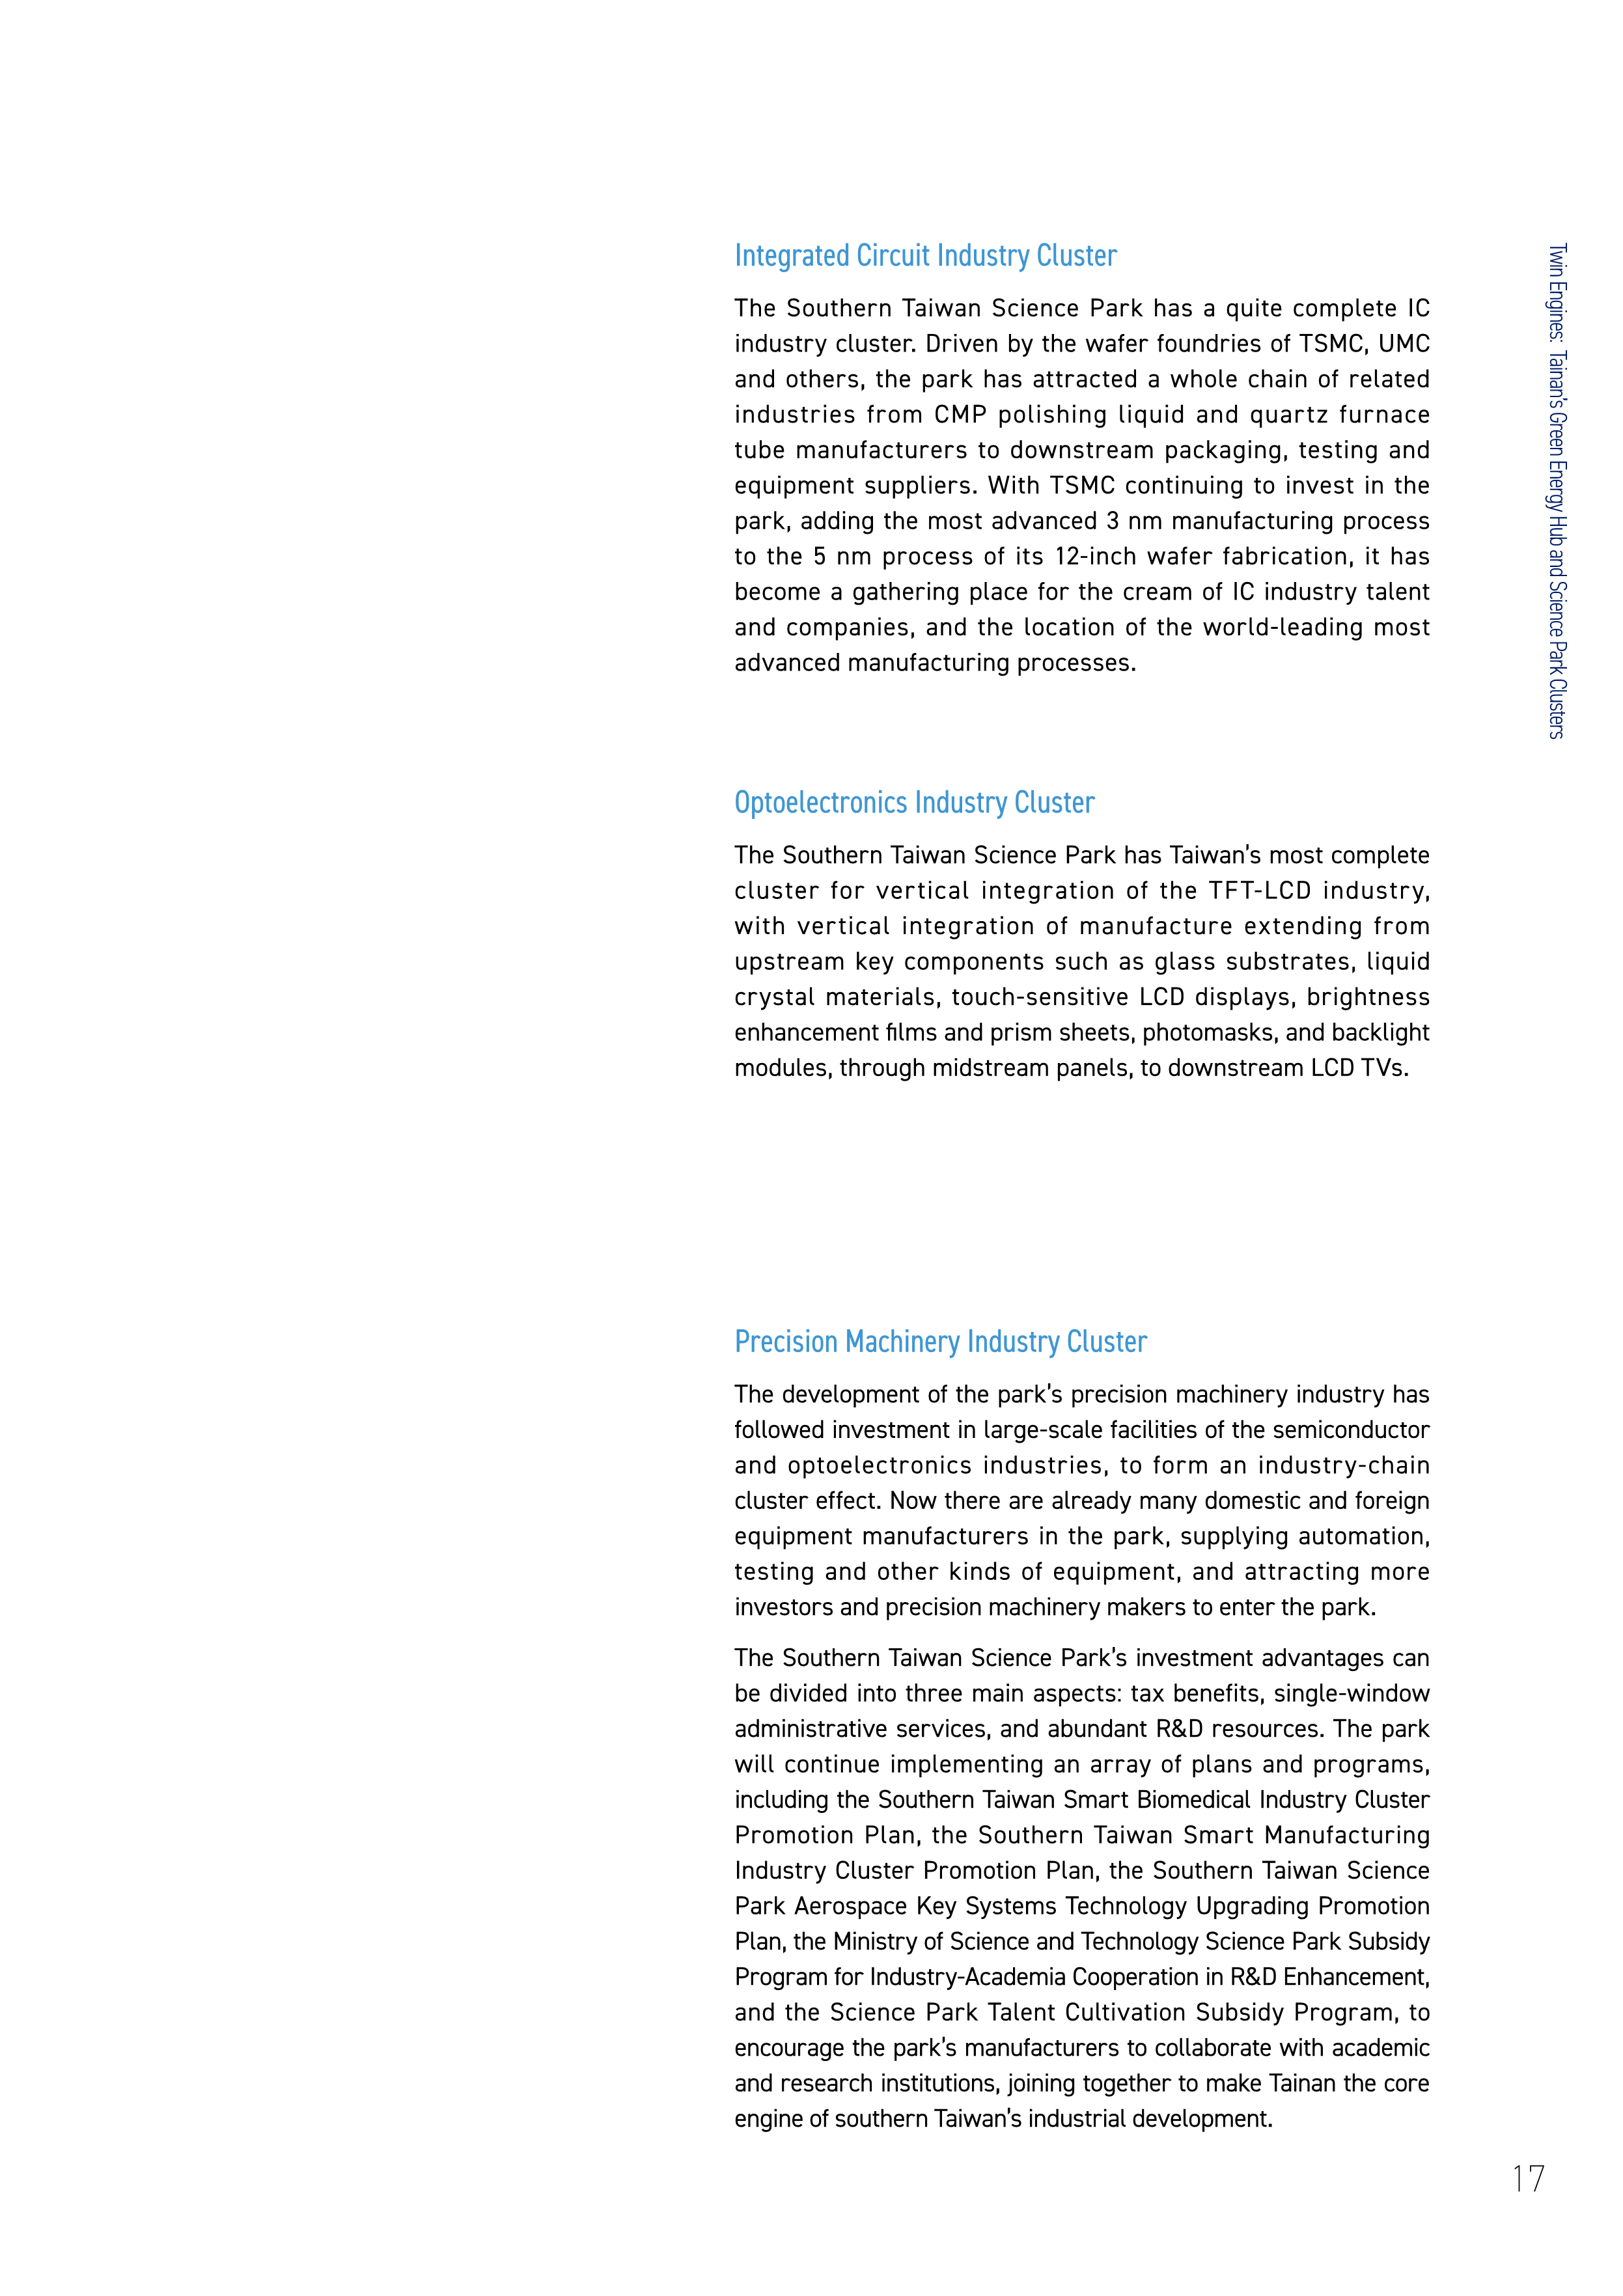 Integrated Circuit Industry Cluster
The Southern Taiwan Science Park has a quite complete IC
industry cluster. Driven by the wafer foundries of TSMC, UMC
and others, the park has attracted a whole chain of related
industries from CMP polishing liquid and quartz furnace
tube manufacturers to downstream packaging, testing and
equipment suppliers. With TSMC continuing to invest in the
park, adding the most advanced 3 nm manufacturing process
to the 5 nm process of its 12-inch wafer fabrication, it has
become a gathering place for the cream of IC industry talent
and companies, and the location of the world-leading most
advanced manufacturing processes.
Optoelectronics Industry Cluster
The Southern Taiwan Science Park has Taiwan’s most complete
cluster for vertical integration of the TFT-LCD industry,
with vertical integration of manufacture extending from
upstream key components such as glass substrates, liquid
crystal materials, touch-sensitive LCD displays, brightness
enhancement films and prism sheets, photomasks, and backlight
modules, through midstream panels, to downstream LCD TVs.
Precision Machinery Industry Cluster
The development of the park’s precision machinery industry has
followed investment in large-scale facilities of the semiconductor
and optoelectronics industries, to form an industry-chain
cluster effect. Now there are already many domestic and foreign
equipment manufacturers in the park, supplying automation,
testing and other kinds of equipment, and attracting more
investors and precision machinery makers to enter the park.
The Southern Taiwan Science Park’s investment advantages can
be divided into three main aspects: tax benefits, single-window
administrative services, and abundant R&D resources. The park
will continue implementing an array of plans and programs,
including the Southern Taiwan Smart Biomedical Industry Cluster
Promotion Plan, the Southern Taiwan Smart Manufacturing
Industry Cluster Promotion Plan, the Southern Taiwan Science
Park Aerospace Key Systems Technology Upgrading Promotion
Plan, the Ministry of Science and Technology Science Park Subsidy
Program for Industry-Academia Cooperation in R&D Enhancement,
and the Science Park Talent Cultivation Subsidy Program, to
encourage the park’s manufacturers to collaborate with academic
and research institutions, joining together to make Tainan the core
engine of southern Taiwan’s industrial development.
Twin Engines: Tainan's Green Energy Hub and Science Park Clusters
17